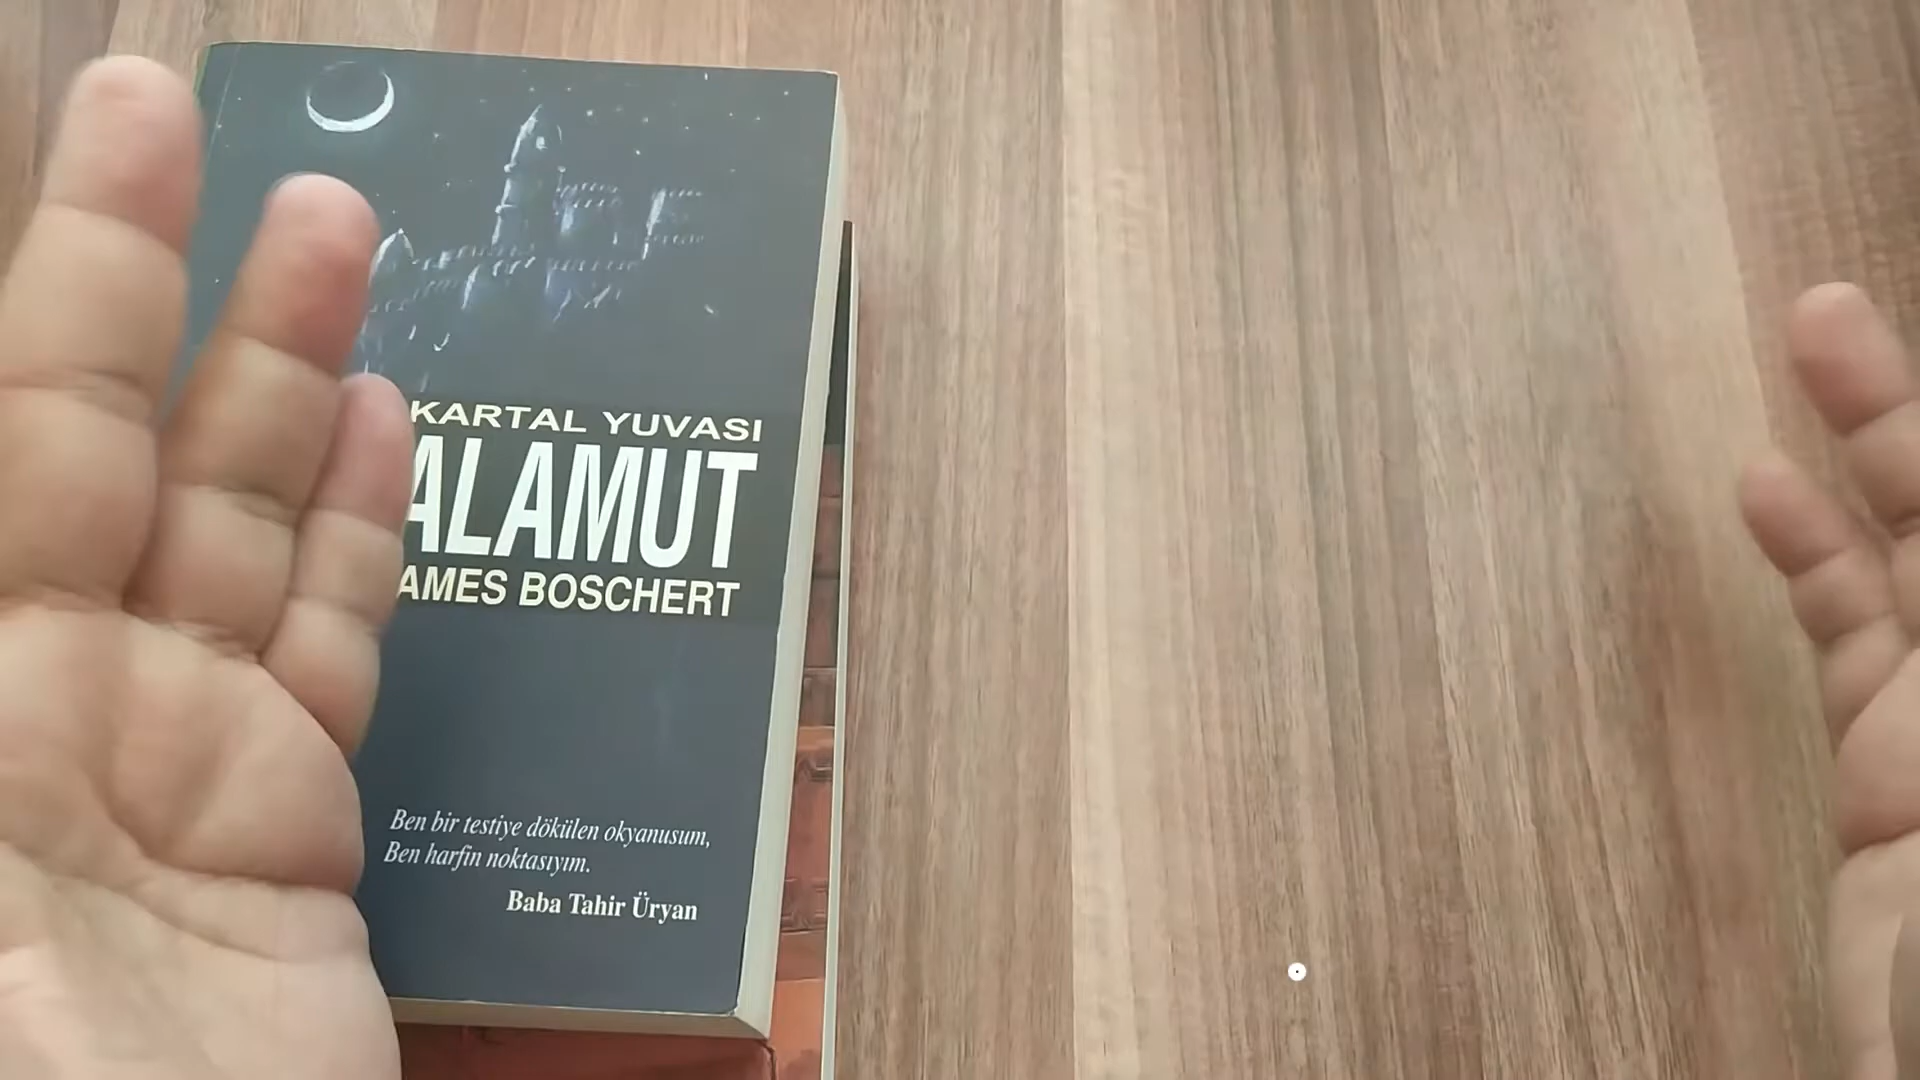 KARTAL YUVASI
ALAMUT
AMES BOSCHERT
Ben bir testiye dökülen okyanusum,
Ben harfin noktasıyım.
Baba Tahir Üryan